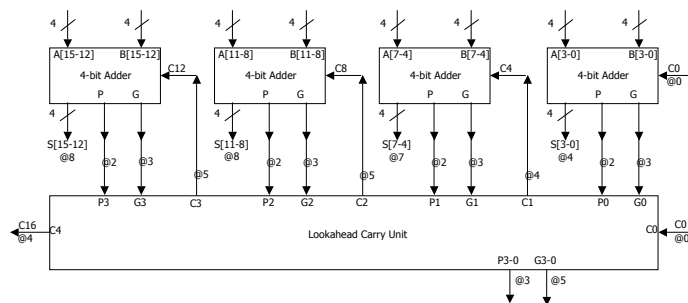 4 4 4 4 4 4 4 4
A[15-12] B[15-12] C12 A[11-8] B[11-8] C8 A[7-4] B[7-4] C4 A[3-0] B[3-0] C0
4-bit Adder 4-bit Adder 4-bit Adder 4-bit Adder @0
P G P G P G P G
4 4 4 4
S[15-12] S[11-8] S[7-4] S[3-0]
@8 @8 @7 @4
@2 @3 @2 @3 @2 @3 @2 @3
@5 @5 @4
P3 G3 C3 P2 G2 C2 P1 G1 C1 P0 G0
C16 C4 C0 C0
@4 Lookahead Carry Unit @0
P3-0 G3-0
@3 @5